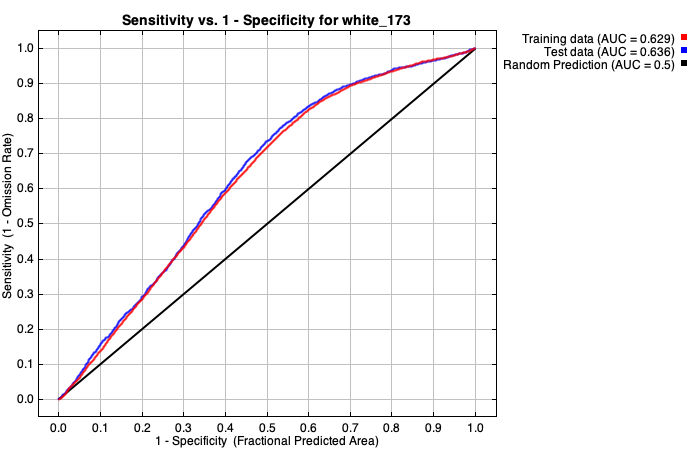 Sensitivity vs. 1 - Specificity for white_173
Training data (AUC = 0.629)
Test data (AUC = 0.636)
Random Prediction (AUC = 0.5)
Sensitivity (1 - Omission Rate)
1.0
0.9
0.8
0.7
0.6
0.5
0.4
0.3
0.2
0.1
0.0
0.0 0.1 0.2 0.3 0.4 0.5 0.6 0.7 0.8 0.9 1.0
1 - Specificity (Fractional Predicted Area)